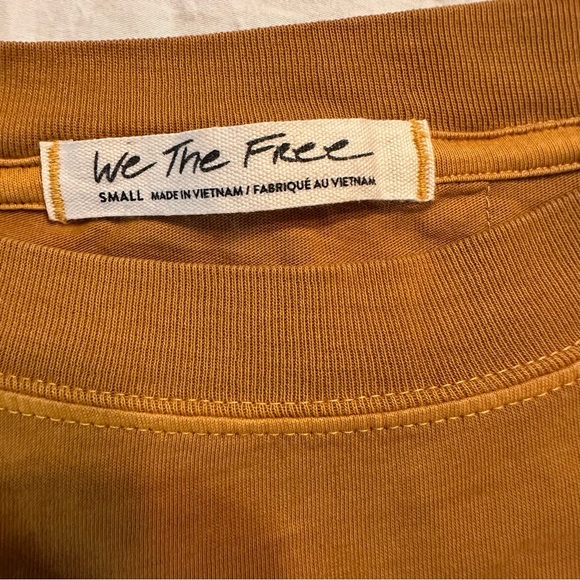 We The Free
SMALL MADE IN VIETNAM / FABRIQUÉ AU VIETNAM